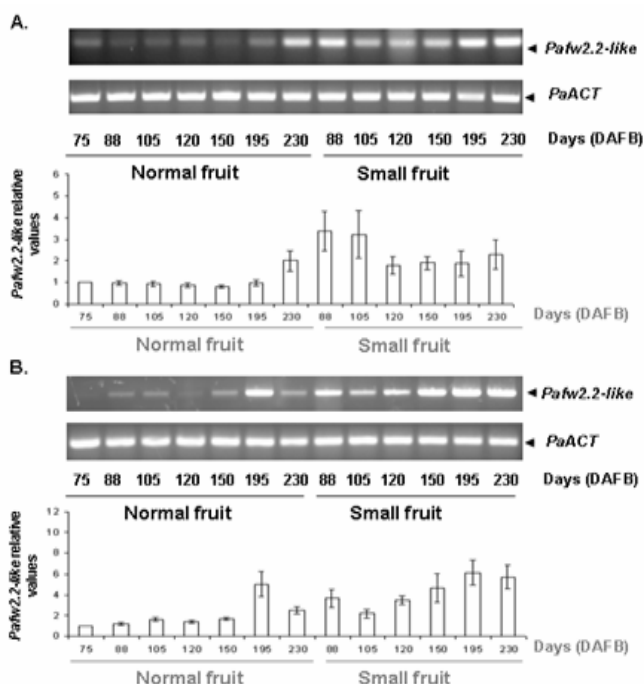 A.
Pafw2.2-like
PaACT
75 88 105 120 150 195 230 88 105 120 150 195 230 Days (DAFB)
Normal fruit Small fruit
Pafw2.2-like relative values
6
5
4
3
2
1
0
75 88 105 120 150 195 230 88 105 120 150 195 230 Days (DAFB)
Normal fruit Small fruit
B.
Pafw2.2-like
PaACT
75 88 105 120 150 195 230 88 105 120 150 195 230 Days (DAFB)
Normal fruit Small fruit
Pafw2.2-like relative values
12
10
8
6
4
2
0
75 88 105 120 150 195 230 88 105 120 150 195 230 Days (DAFB)
Normal fruit Small fruit